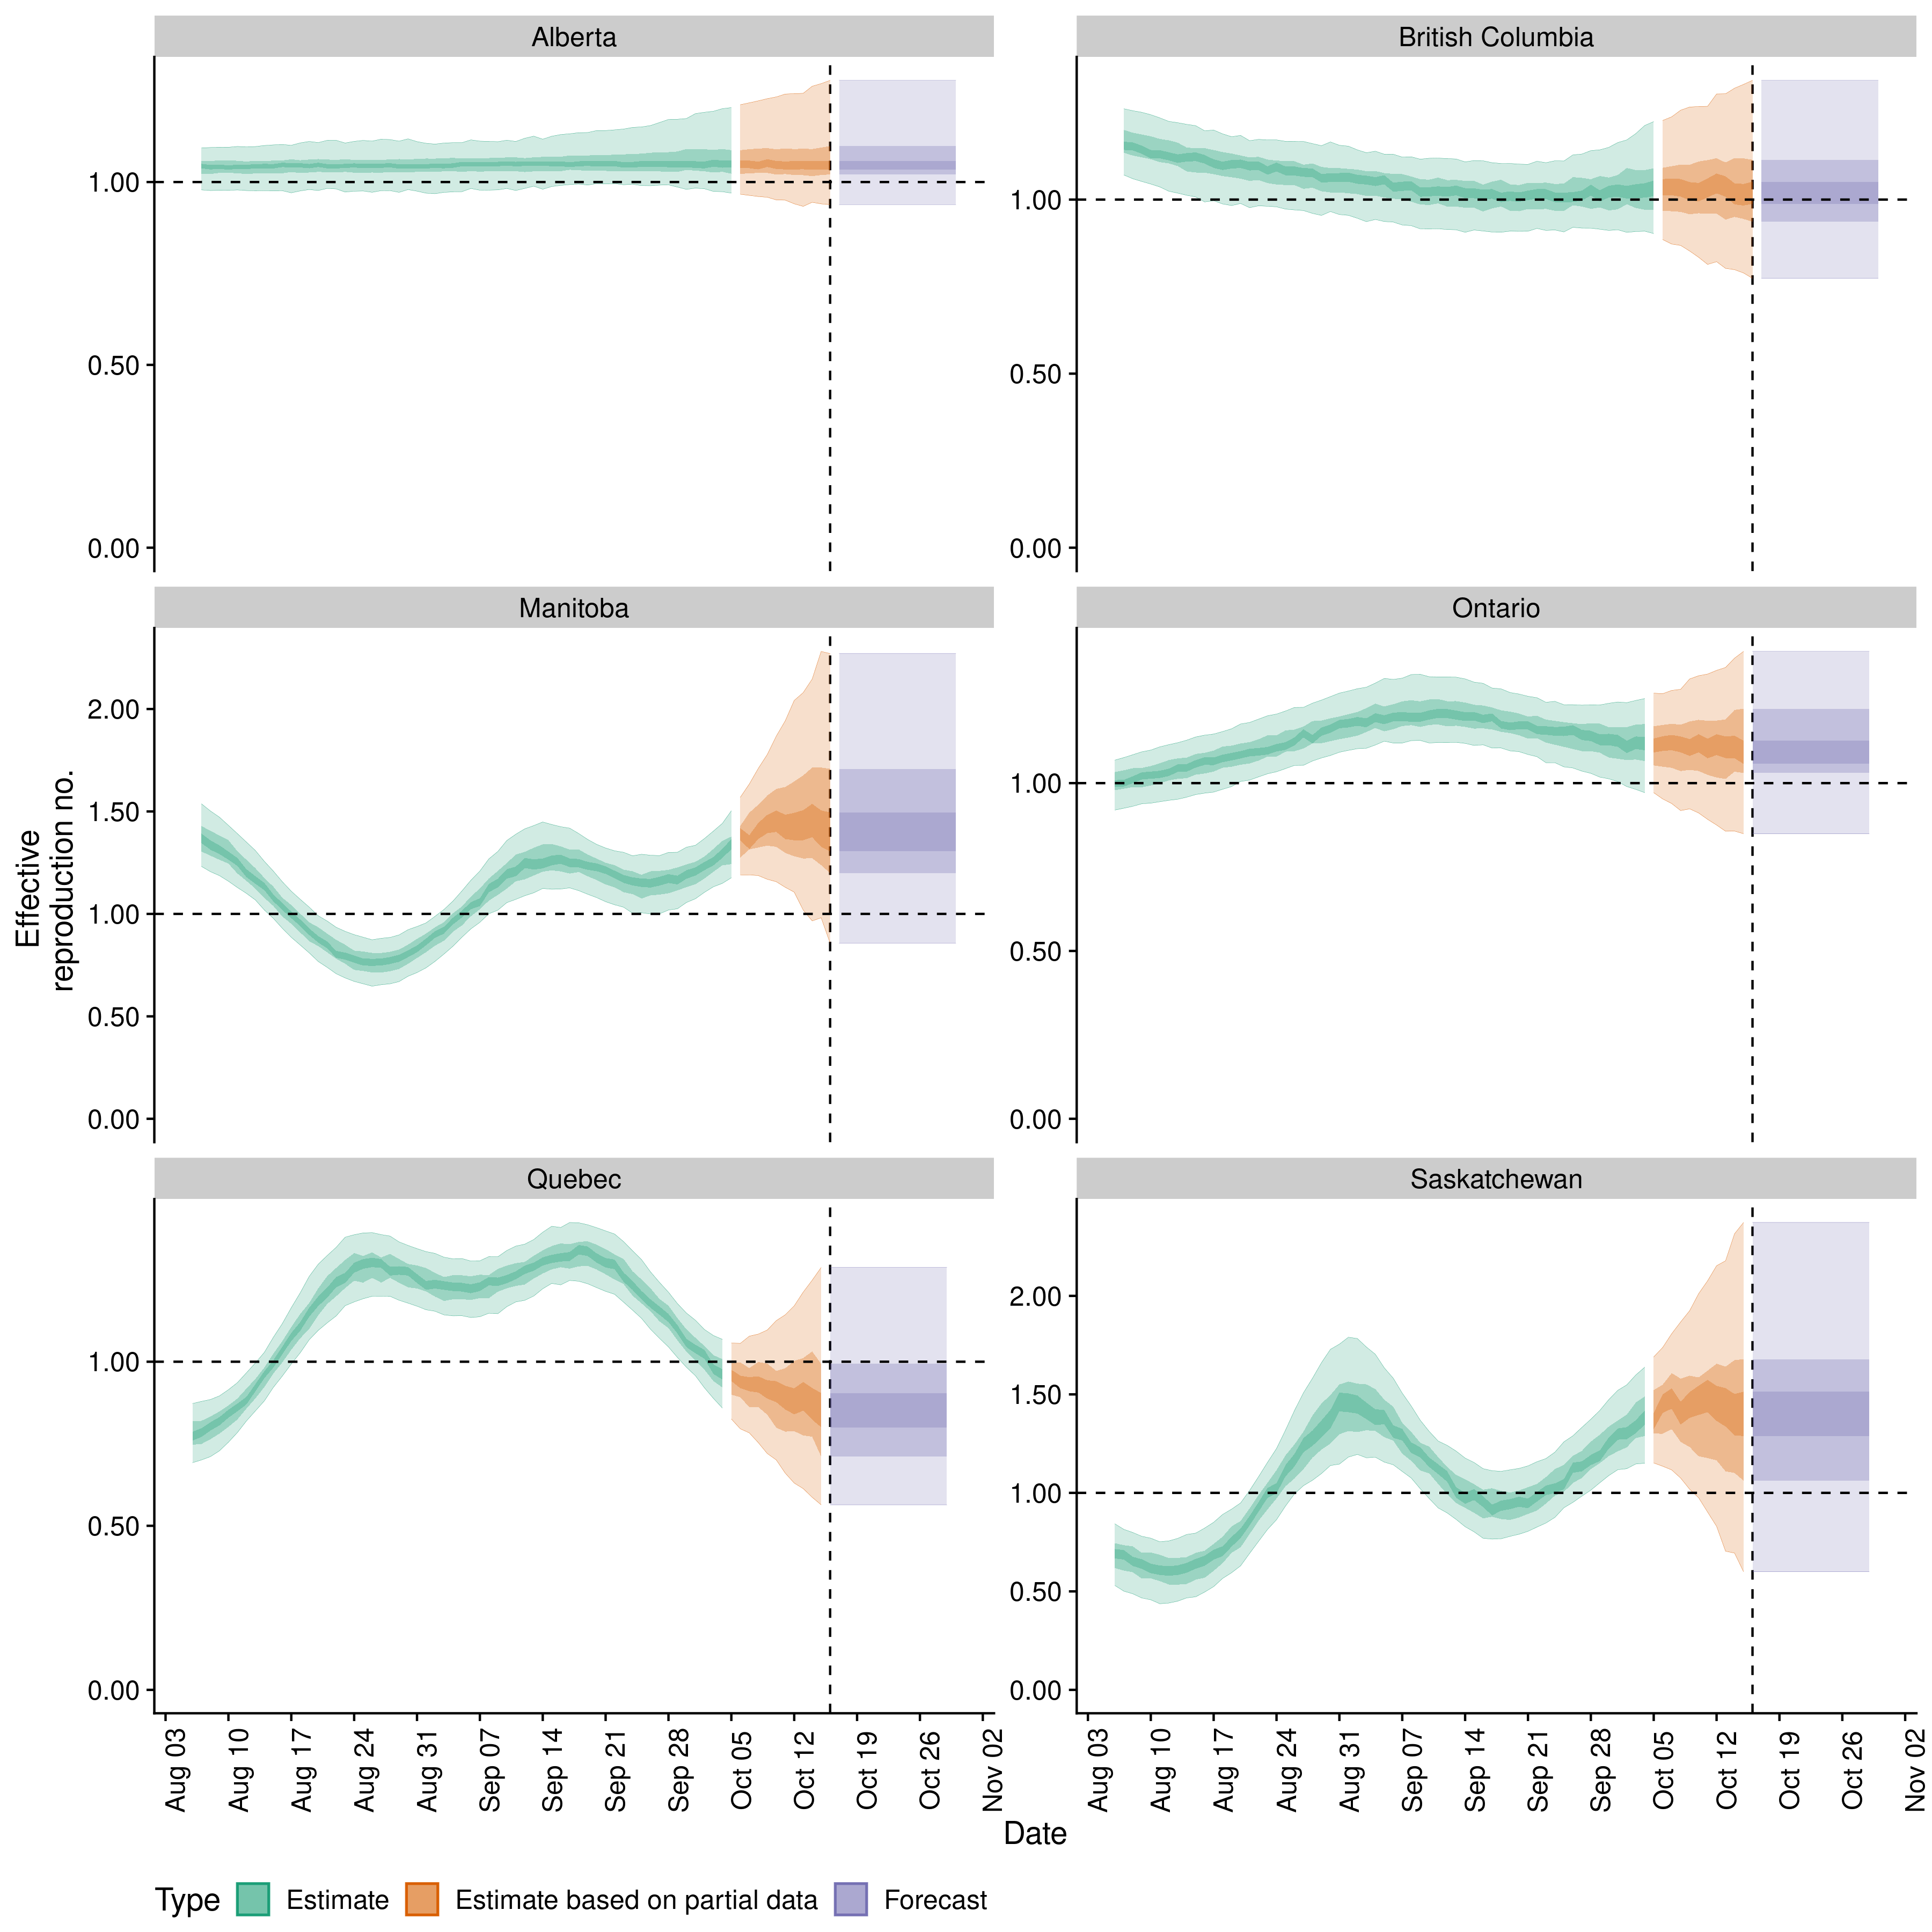 Alberta
British Columbia
1.00
0.50
0.00
1.00
0.50
0.00
Manitoba
Ontario
2.00
1.50
1.00
0.50
0.00
1.00
0.50
0.00
Effective
reproduction no.
Quebec
Saskatchewan
1.00
0.50
0.00
2.00
1.50
1.00
0.50
0.00
Aug 03
Aug 10
Aug 17
Aug 24
Aug 31
Sep 07
Sep 14
Sep 21
Sep 28
Oct 05
Oct 12
Oct 19
Oct 26
Nov 02
Aug 03
Aug 10
Aug 17
Aug 24
Aug 31
Sep 07
Sep 14
Sep 21
Sep 28
Oct 05
Oct 12
Oct 19
Oct 26
Nov 02
Date
Type Estimate Estimate based on partial data Forecast